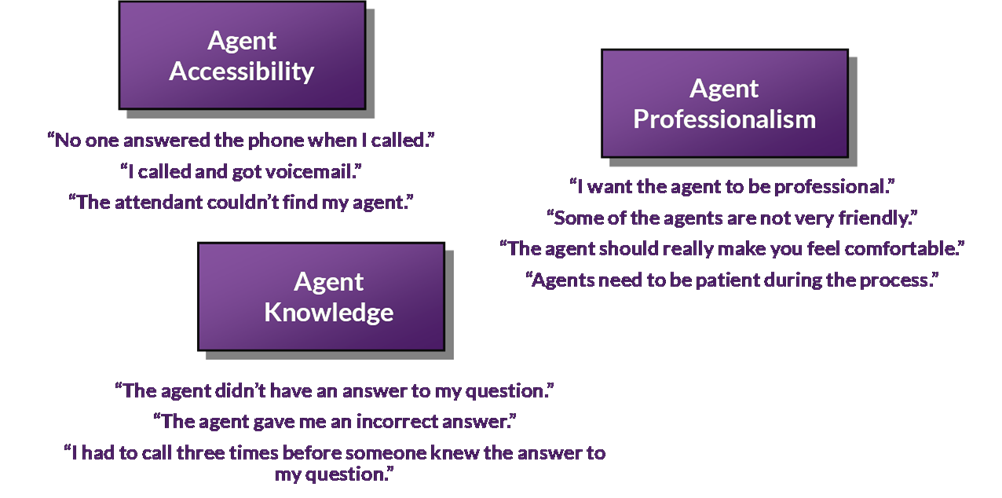 Agent
Accessibility
“No one answered the phone when I called.”
“I called and got voicemail.”
“The attendant couldn’t find my agent.”
Agent
Professionalism
“I want the agent to be professional.”
“Some of the agents are not very friendly.”
“The agent should really make you feel comfortable.”
“Agents need to be patient during the process.”
Agent
Knowledge
“The agent didn’t have an answer to my question.”
“The agent gave me an incorrect answer.”
“I had to call three times before someone knew the answer to
my question.”